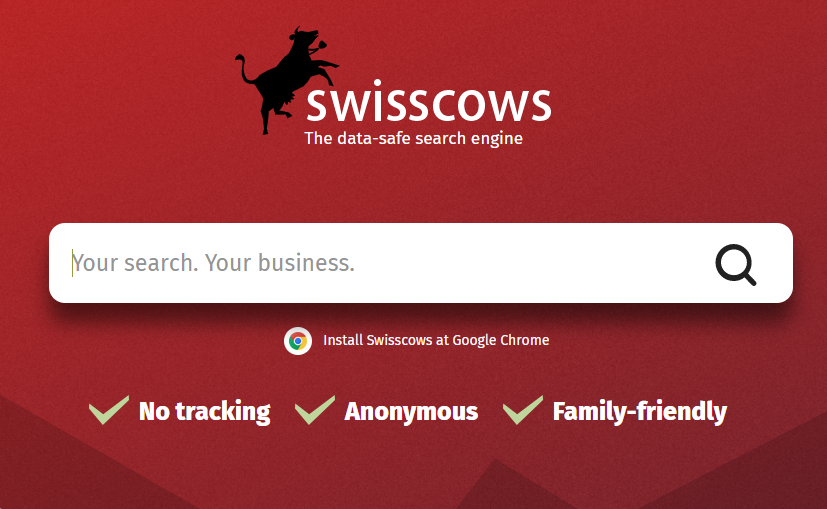 swisscows
The data-safe search engine
Your search. Your business.
Install Swisscows at Google Chrome
No tracking Anonymous Family-friendly